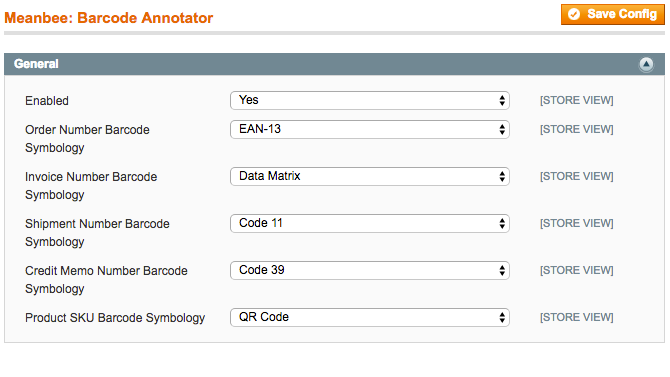 Meanbee: Barcode Annotator
Save Config
General
Enabled Yes [STORE VIEW]
Order Number Barcode Symbology EAN-13 [STORE VIEW]
Invoice Number Barcode Symbology Data Matrix [STORE VIEW]
Shipment Number Barcode Symbology Code 11 [STORE VIEW]
Credit Memo Number Barcode Symbology Code 39 [STORE VIEW]
Product SKU Barcode Symbology QR Code [STORE VIEW]